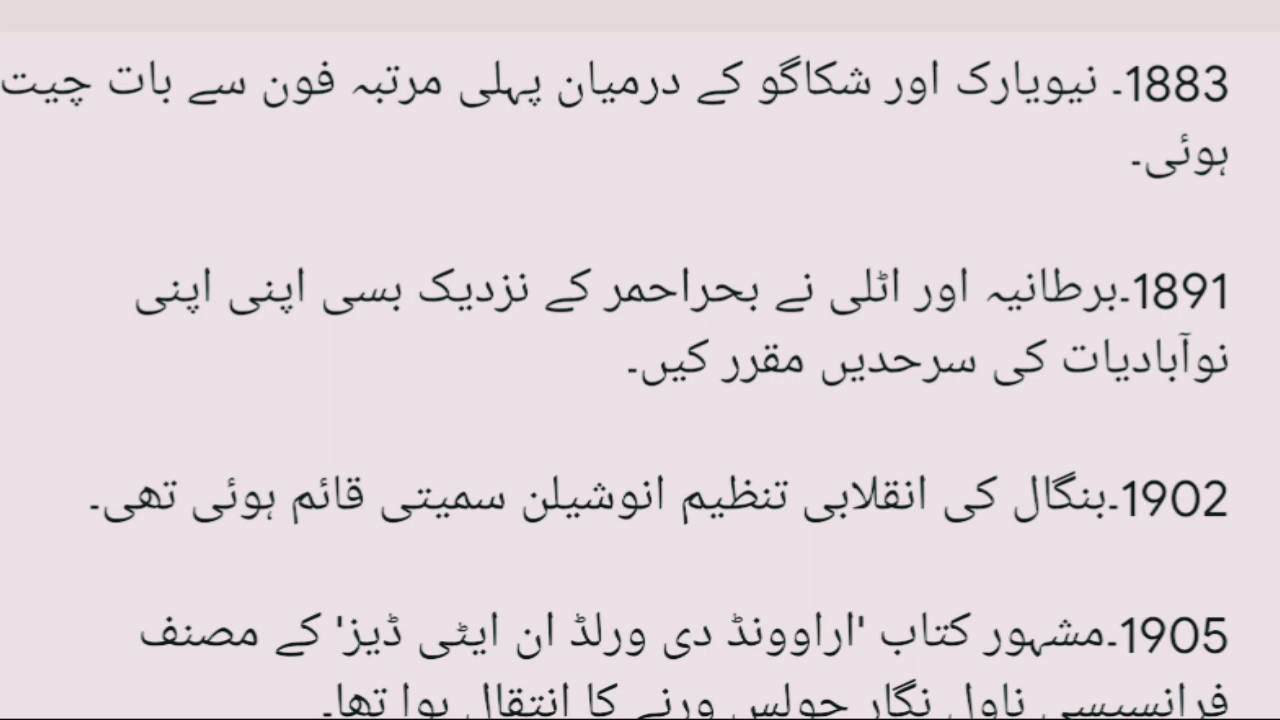 1883۔ نیویارک اور شکاگو کے درمیان پہلی مرتبہ فون سے بات چیت
ہوئی۔
1891۔برطانیہ اور اٹلی نے بحراحمر کے نزدیک بسی اپنی اپنی
نوآبادیات کی سرحدیں مقرر کیں۔
1902۔بنگال کی انقلابی تنظیم انوشیلن سمیتی قائم ہوئی تھی۔
1905۔مشہور کتاب 'اراوونڈ دی ورلڈ ان ایٹی ڈیز' کے مصنف
فرانسیسی ناول نگار جولس ورنے کا انتقال ہوا تھا۔